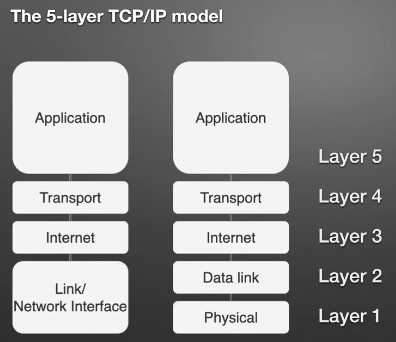 The 5-layer TCP/IP model
Application
Application
Layer 5
Transport
Transport
Layer 4
Internet
Internet
Layer 3
Link/
Network Interface
Data link
Layer 2
Physical
Layer 1